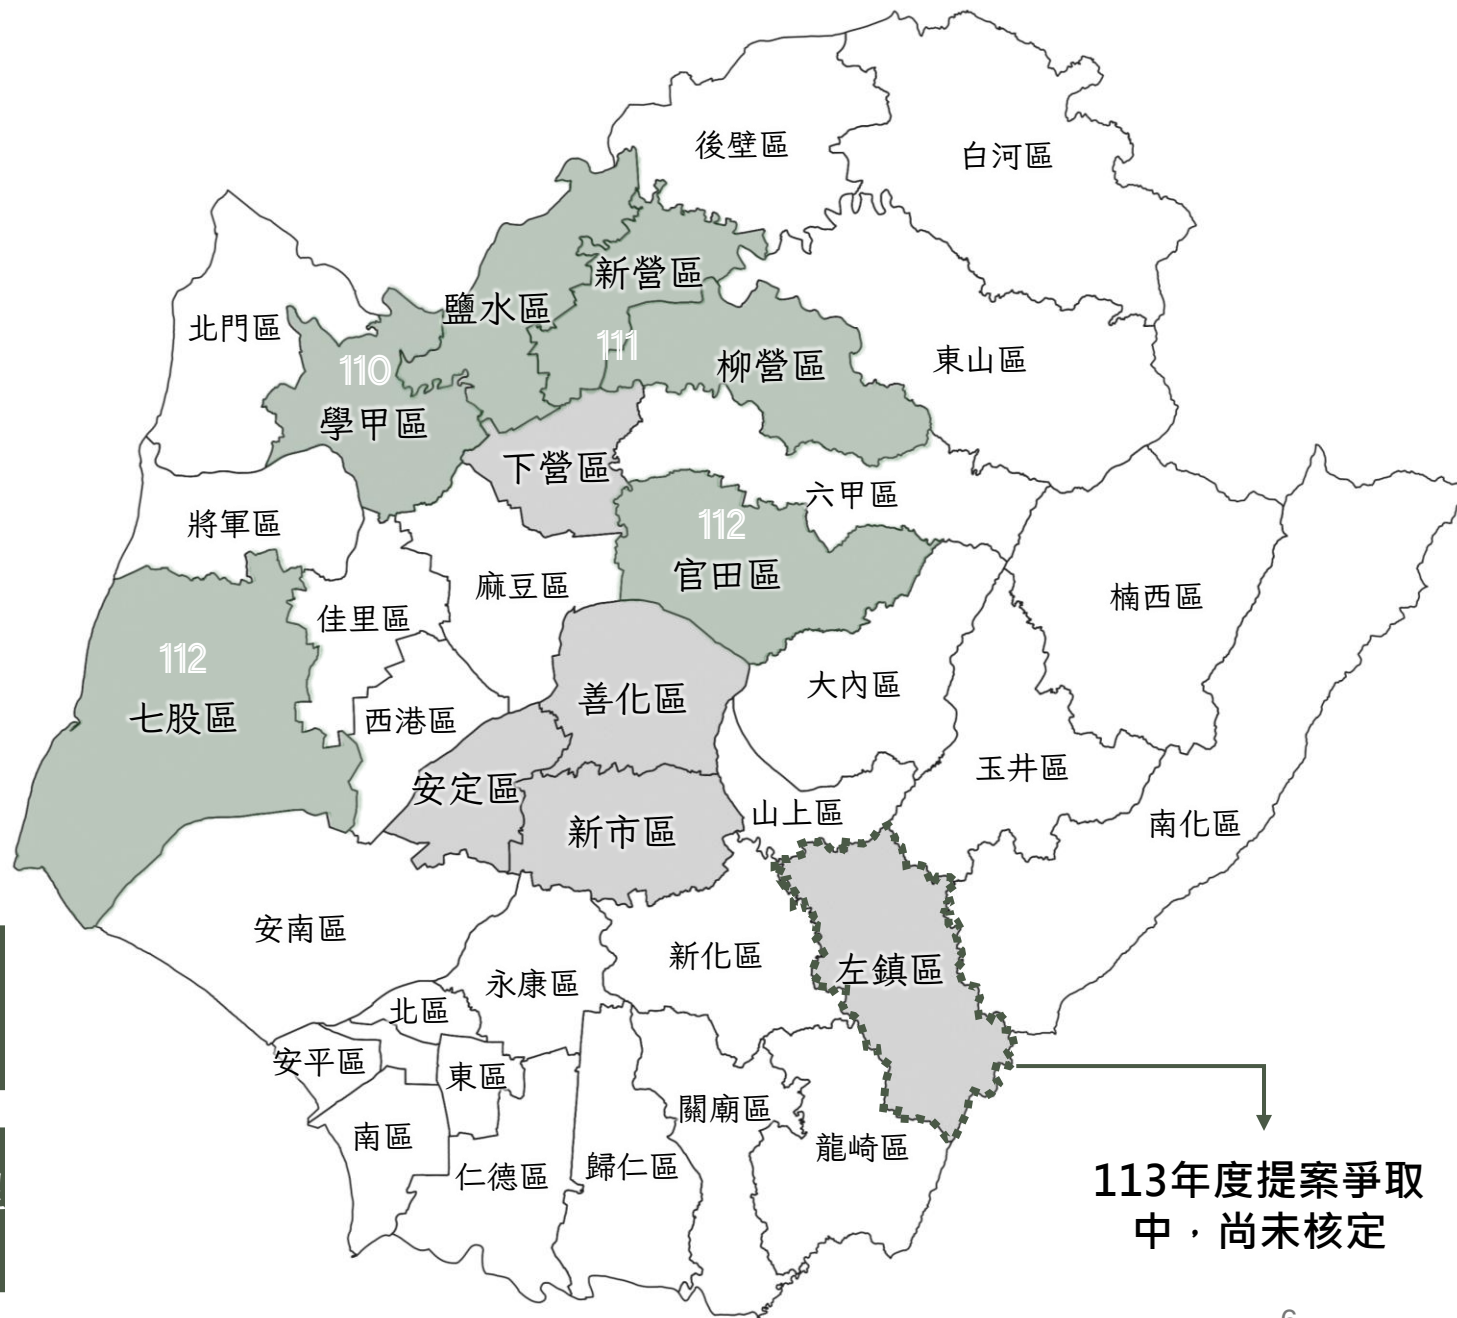 後壁區
白河區
新營區
鹽水區
北門區
111
110
柳營區
東山區
學甲區
下營區
六甲區
將軍區
112
官田區
麻豆區
佳里區
楠西區
112
七股區
善化區
大內區
西港區
安定區
玉井區
山上區
新市區
南化區
安南區
新化區
左鎮區
永康區
北區
安平區
東區
關廟區
南區
龍崎區
仁德區
歸仁區
113年度提案爭取
中，尚未核定